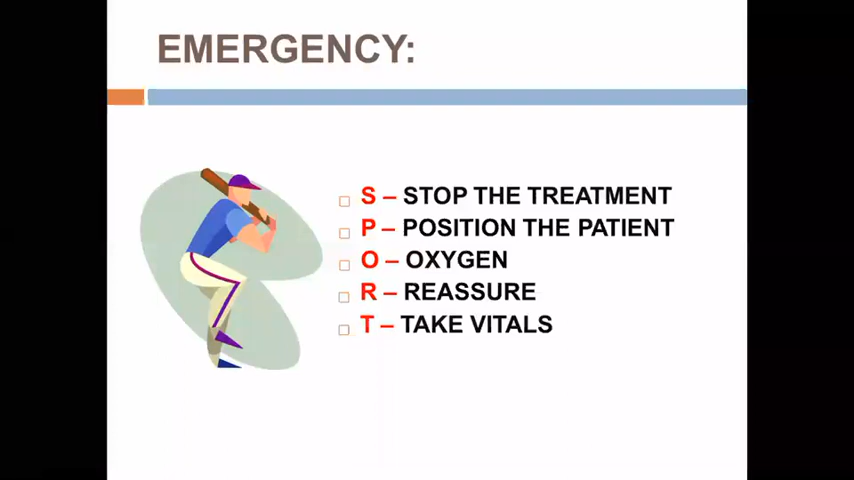 EMERGENCY:
S – STOP THE TREATMENT
P – POSITION THE PATIENT
O – OXYGEN
R – REASSURE
T – TAKE VITALS